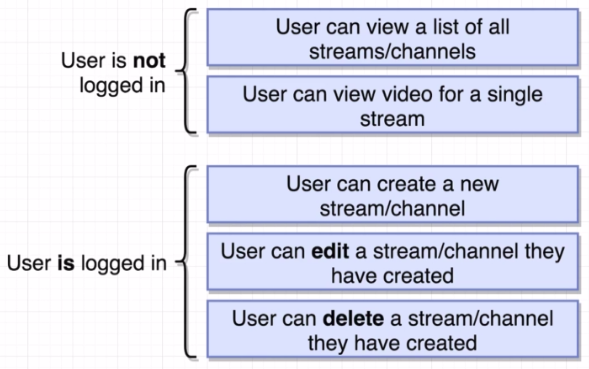 User can view a list of all
streams/channels
User is not
logged in
User can view video for a single
stream
User can create a new
stream/channel
User is logged in
User can edit a stream/channel they
have created
User can delete a stream/channel
they have created